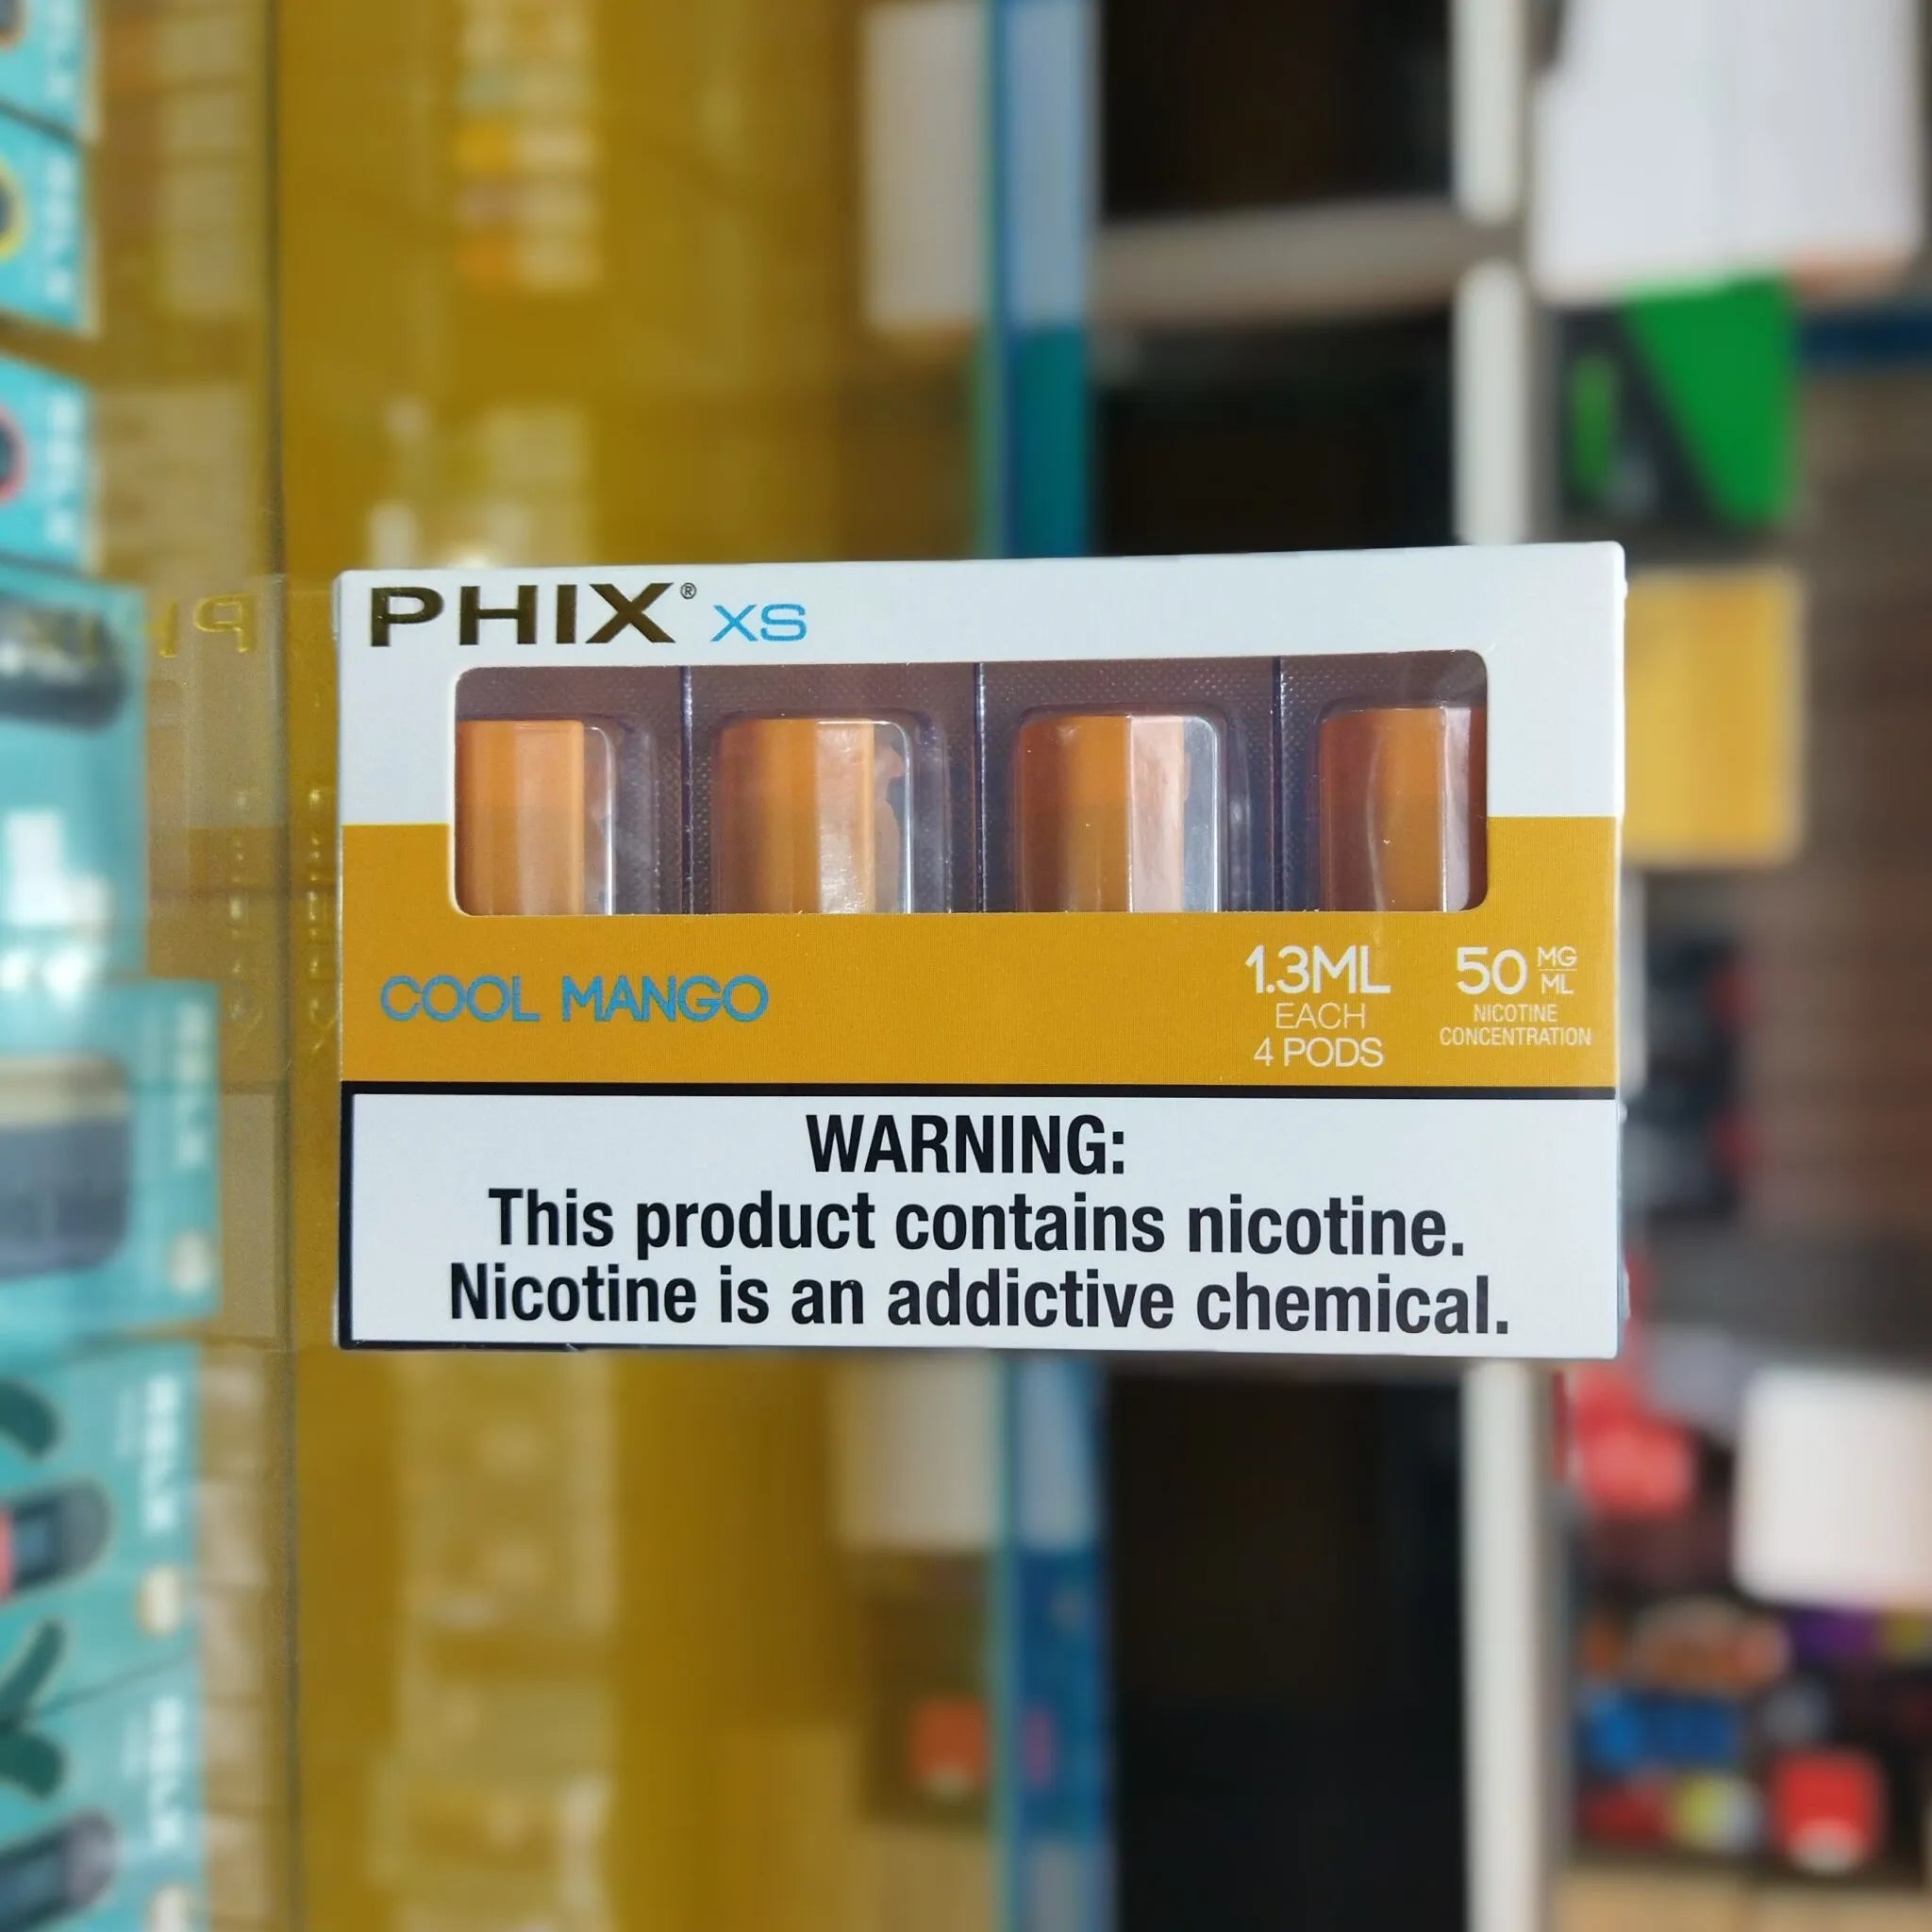 PHIX® XS
COOL MANGO
1.3ML
EACH
4 PODS
50 MG
ML
NICOTINE
CONCENTRATION
WARNING:
This product contains nicotine.
Nicotine is an addictive chemical.